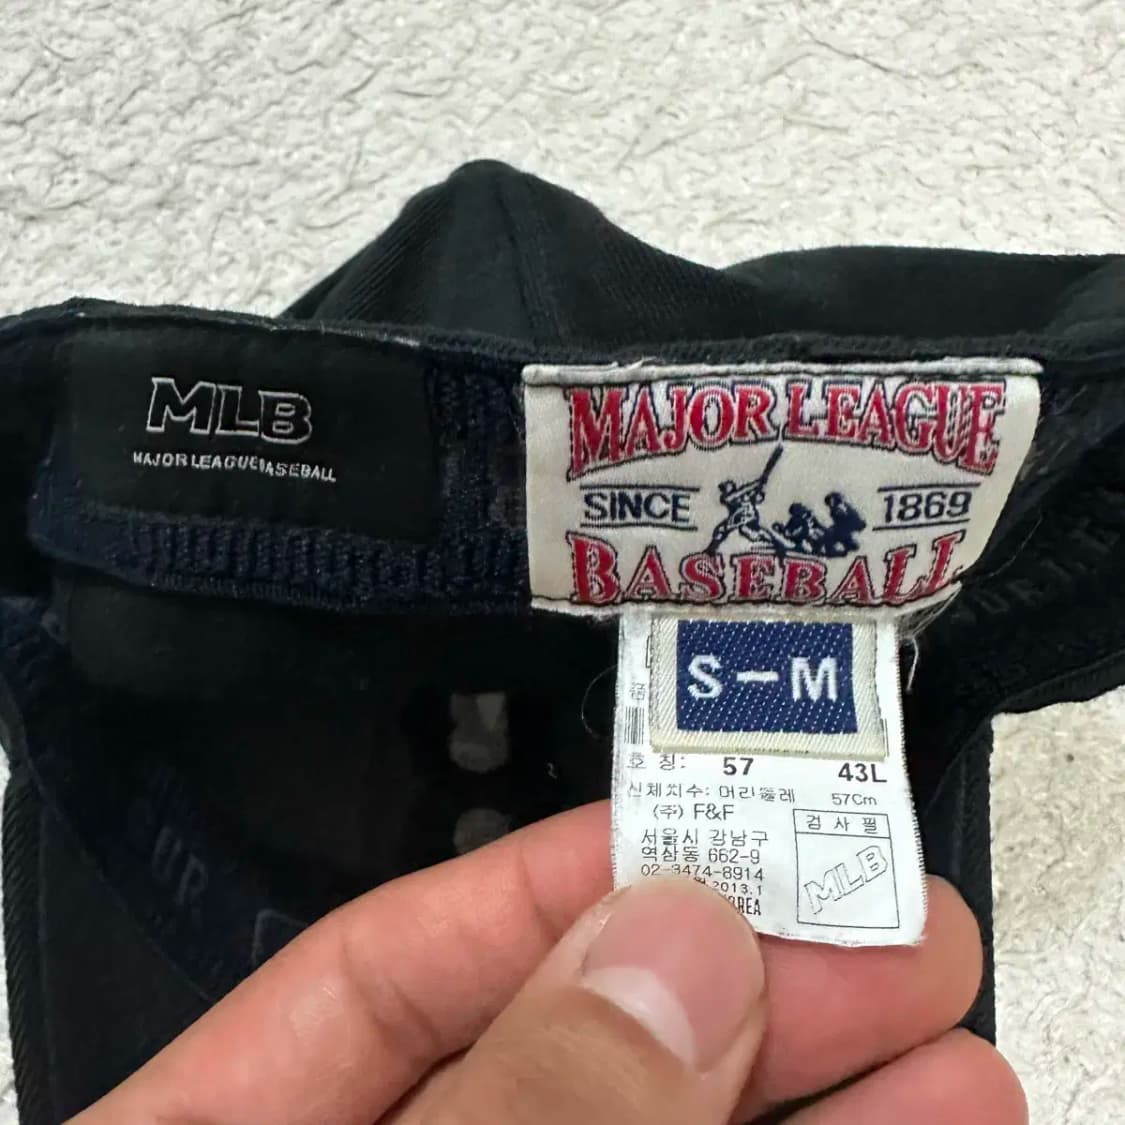 MLB
MAJOR LEAGUE BASEBALL
MAJOR LEAGUE
SINCE 1869
BASEBALL
S-M
호 칭: 57 43L
신체치수: 머리둘레 57Cm
(주) F&F
서울시 강남구
역삼동 662-9
02-3474-8914
2013.1
검 사 필
MLB